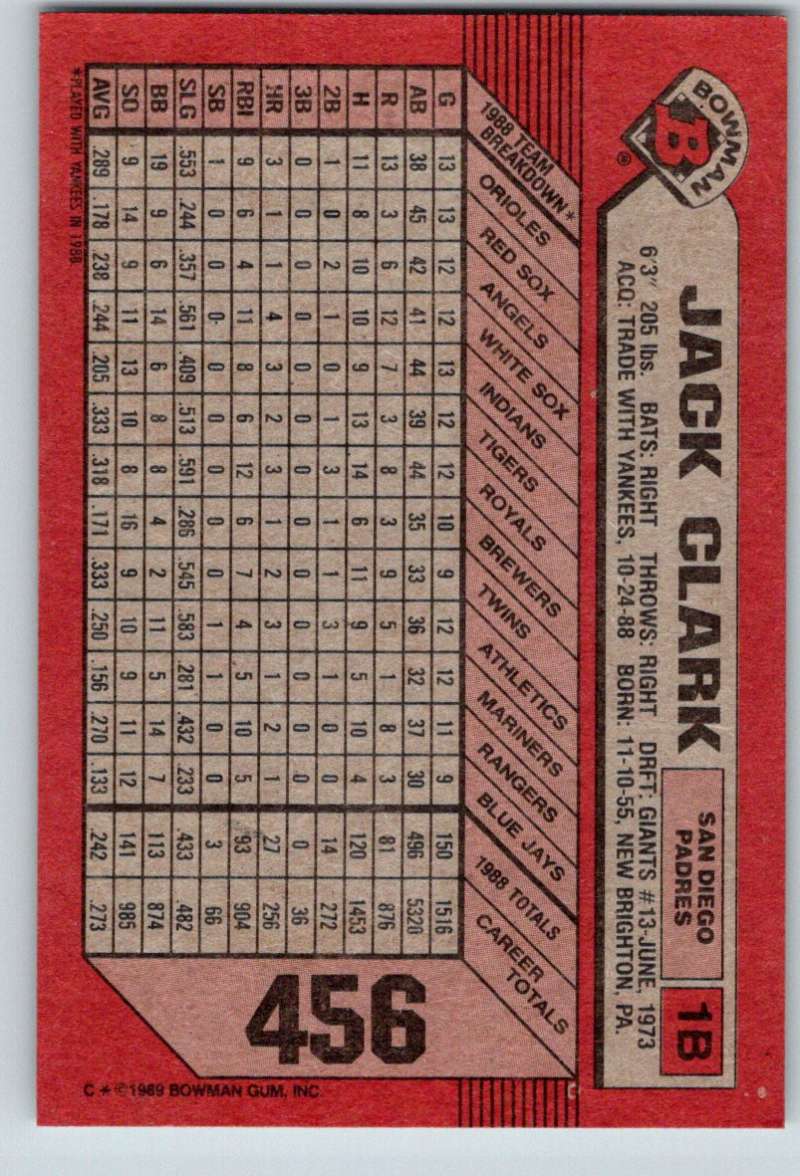 BOWMAN
B
®
JACK CLARK
SAN DIEGO
PADRES
1B
6'3" 205 lbs. BATS: RIGHT THROWS: RIGHT DRFT: GIANTS #13-JUNE, 1973
ACQ: TRADE WITH YANKEES, 10-24-88 BORN: 11-10-55, NEW BRIGHTON, PA.
1988 TEAM
BREAKDOWN*
ORIOLES
RED SOX
ANGELS
WHITE SOX
INDIANS
TIGERS
ROYALS
BREWERS
TWINS
ATHLETICS
MARINERS
RANGERS
BLUE JAYS
1988 TOTALS
CAREER
TOTALS
G 13 13 12 12 13 12 12 10 9 12 12 11 9 150 1516
AB 38 45 42 41 44 39 44 35 33 36 32 37 30 496 5320
R 13 3 6 12 7 3 8 3 9 5 1 8 3 81 876
H 11 8 10 10 9 13 14 6 11 9 5 10 4 120 1453
2B 1 0 2 1 0 1 3 1 1 3 1 0 0 14 272
3B 0 0 0 0 0 0 0 0 0 0 0 0 0 0 36
HR 3 1 1 4 3 2 3 1 2 3 1 2 1 27 256
RBI 9 6 4 11 8 6 12 6 7 4 5 10 5 93 904
SB 1 0 0 0 0 0 0 0 0 1 1 0 0 3 66
SLG .553 .244 .357 .561 .409 .513 .591 .286 .545 .583 .281 .432 .233 .433 .482
BB 19 9 6 14 6 8 8 4 2 11 5 14 7 113 874
SO 9 14 9 11 13 10 8 16 9 10 9 11 12 141 985
AVG .289 .178 .238 .244 .205 .333 .318 .171 .333 .250 .156 .270 .133 .242 .273
*PLAYED WITH YANKEES IN 1988
456
C * ©1989 BOWMAN GUM, INC.